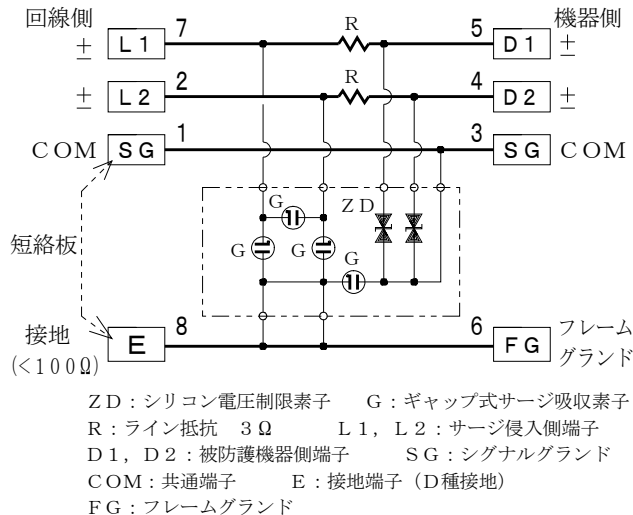 回線側
機器側
± L1 7 R 5 D1 ±
± L2 2 R 4 D2 ±
COM SG 1 3 SG COM
G ZD
G G
G
短絡板
接地
(<100Ω)
E 8 6 FG
フレーム
グランド
ZD：シリコン電圧制限素子　G：ギャップ式サージ吸収素子
R：ライン抵抗　3Ω　L1，L2：サージ侵入側端子
D1，D2：被防護機器側端子　SG：シグナルグランド
COM：共通端子　E：接地端子（D種接地）
FG：フレームグランド